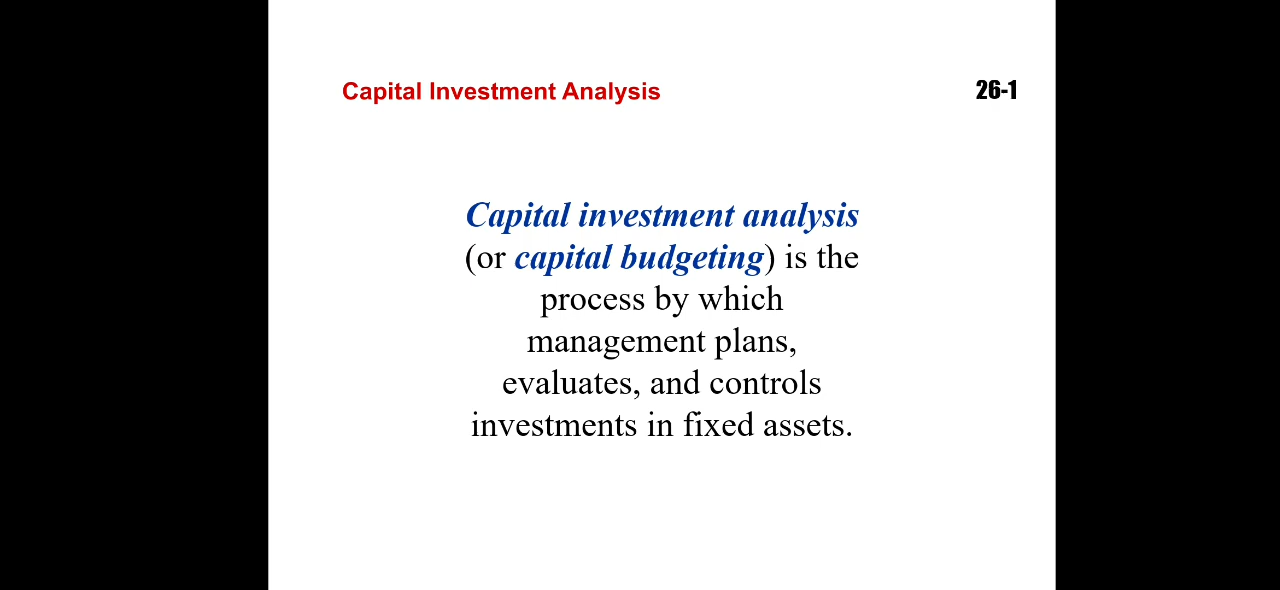 Capital Investment Analysis
26-1
Capital investment analysis
(or capital budgeting) is the
process by which
management plans,
evaluates, and controls
investments in fixed assets.